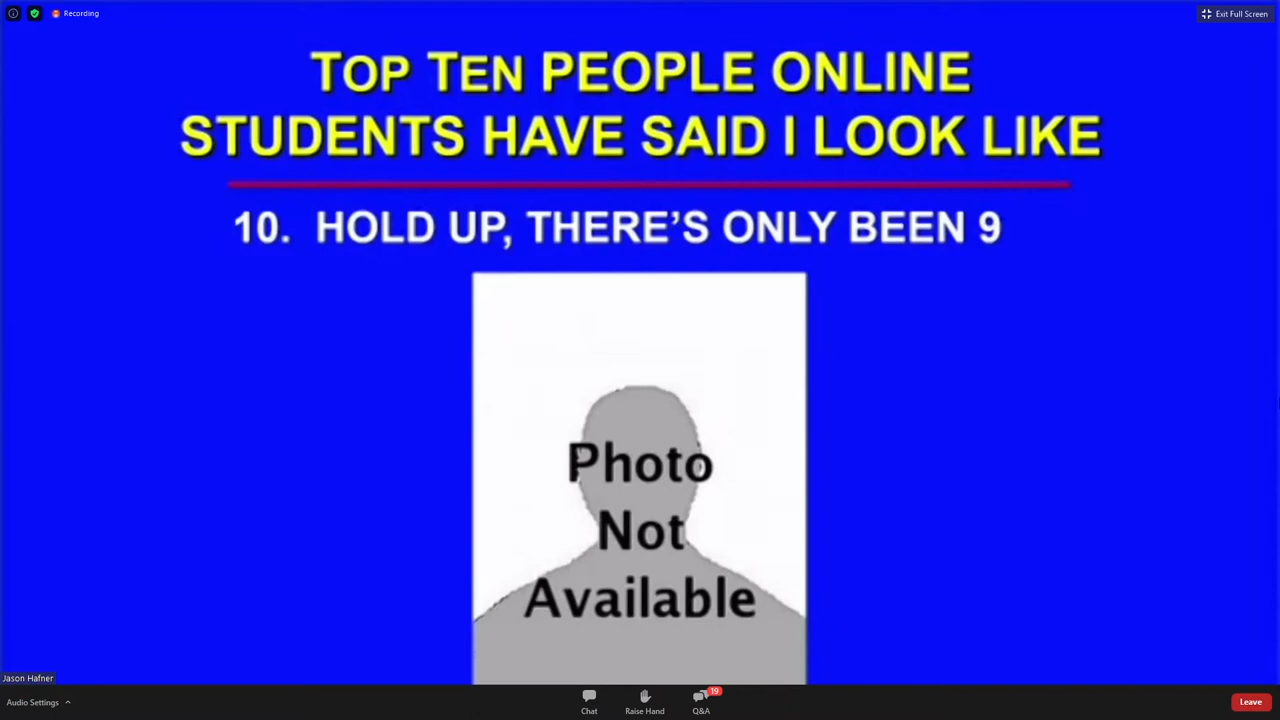 Recording
Exit Full Screen
TOP TEN PEOPLE ONLINE
STUDENTS HAVE SAID I LOOK LIKE
10. HOLD UP, THERE’S ONLY BEEN 9
Photo
Not
Available
Jason Hafner
Audio Settings
Chat
Raise Hand
19
Q&A
Leave